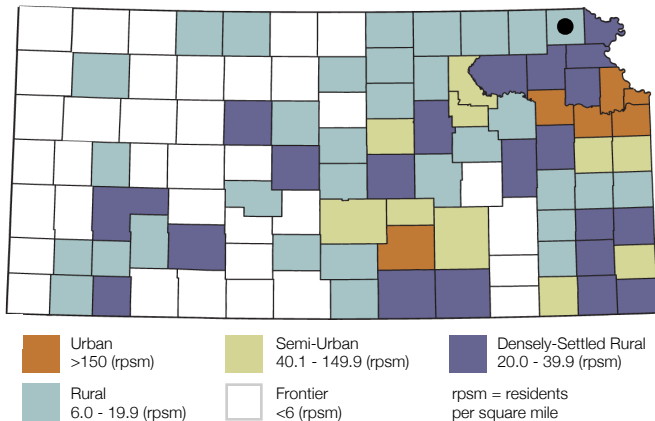 Urban
>150 (rpsm)
Semi-Urban
40.1 - 149.9 (rpsm)
Densely-Settled Rural
20.0 - 39.9 (rpsm)
Rural
6.0 - 19.9 (rpsm)
Frontier
<6 (rpsm)
rpsm = residents
per square mile